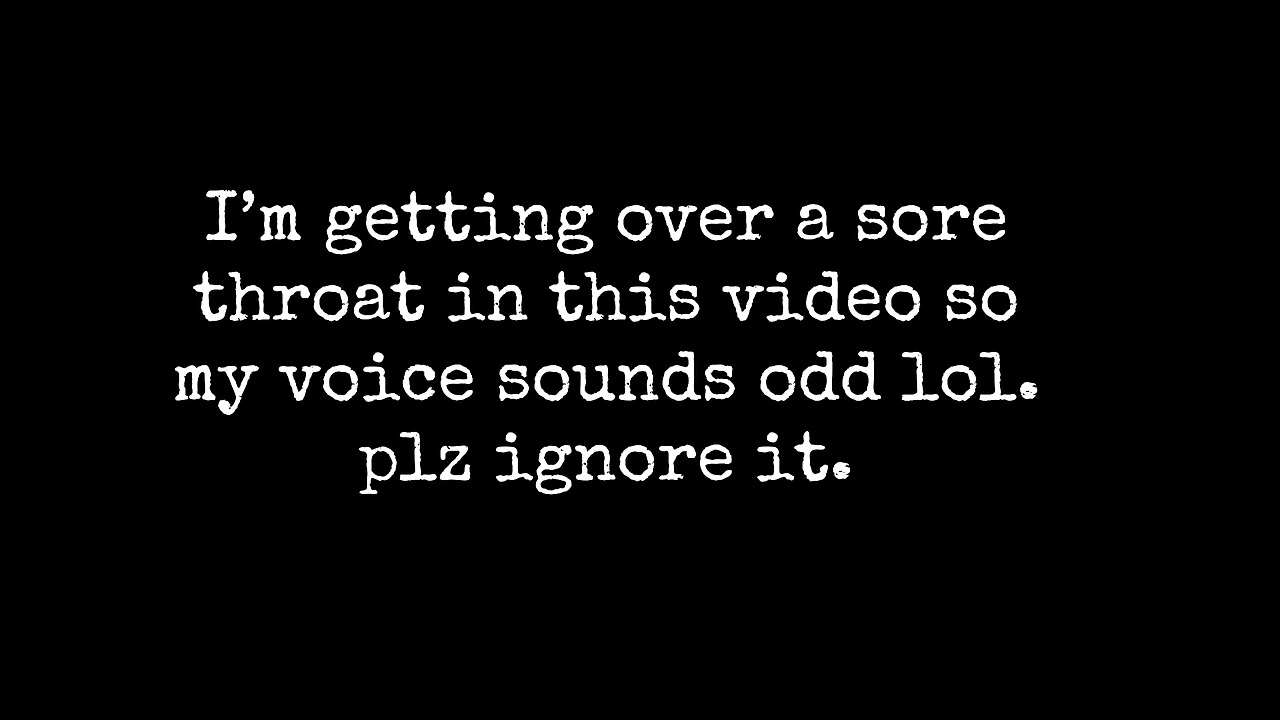 I’m getting over a sore
throat in this video so
my voice sounds odd lol.
plz ignore it.